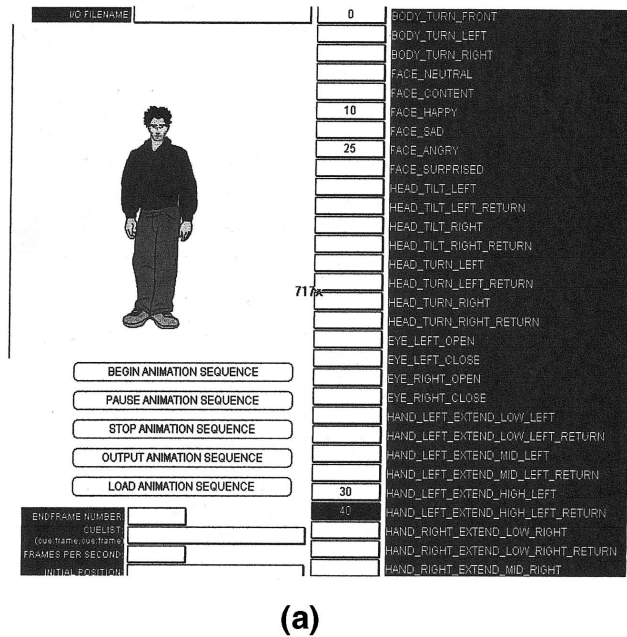 I/O FILENAME
0 BODY_TURN_FRONT
BODY_TURN_LEFT
BODY_TURN_RIGHT
FACE_NEUTRAL
FACE_CONTENT
10 FACE_HAPPY
FACE_SAD
25 FACE_ANGRY
FACE_SURPRISED
HEAD_TILT_LEFT
HEAD_TILT_LEFT_RETURN
HEAD_TILT_RIGHT
HEAD_TILT_RIGHT_RETURN
HEAD_TURN_LEFT
HEAD_TURN_LEFT_RETURN
717x
HEAD_TURN_RIGHT
HEAD_TURN_RIGHT_RETURN
EYE_LEFT_OPEN
EYE_LEFT_CLOSE
EYE_RIGHT_OPEN
EYE_RIGHT_CLOSE
HAND_LEFT_EXTEND_LOW_LEFT
HAND_LEFT_EXTEND_LOW_LEFT_RETURN
HAND_LEFT_EXTEND_MID_LEFT
HAND_LEFT_EXTEND_MID_LEFT_RETURN
30 HAND_LEFT_EXTEND_HIGH_LEFT
40 HAND_LEFT_EXTEND_HIGH_LEFT_RETURN
HAND_RIGHT_EXTEND_LOW_RIGHT
HAND_RIGHT_EXTEND_LOW_RIGHT_RETURN
HAND_RIGHT_EXTEND_MID_RIGHT
BEGIN ANIMATION SEQUENCE
PAUSE ANIMATION SEQUENCE
STOP ANIMATION SEQUENCE
OUTPUT ANIMATION SEQUENCE
LOAD ANIMATION SEQUENCE
ENDFRAME NUMBER:
CUELIST:
(cue:frame,cue:frame)
FRAMES PER SECOND:
INITIAL POSITION:
(a)